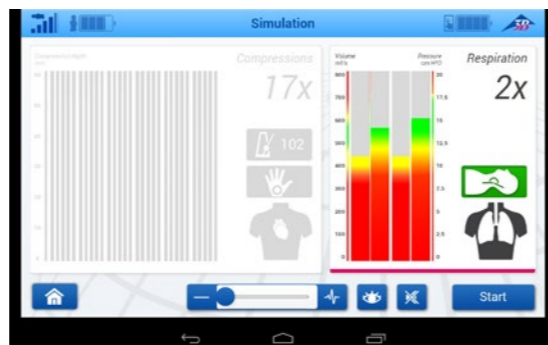 Simulation
Compressions
17x
102
Volume
ml/s
Pressure
cm H²O
Respiration
2x
800
700
600
500
400
300
200
100
0
20
17,5
15
12,5
10
7,5
5
2,5
0
Start